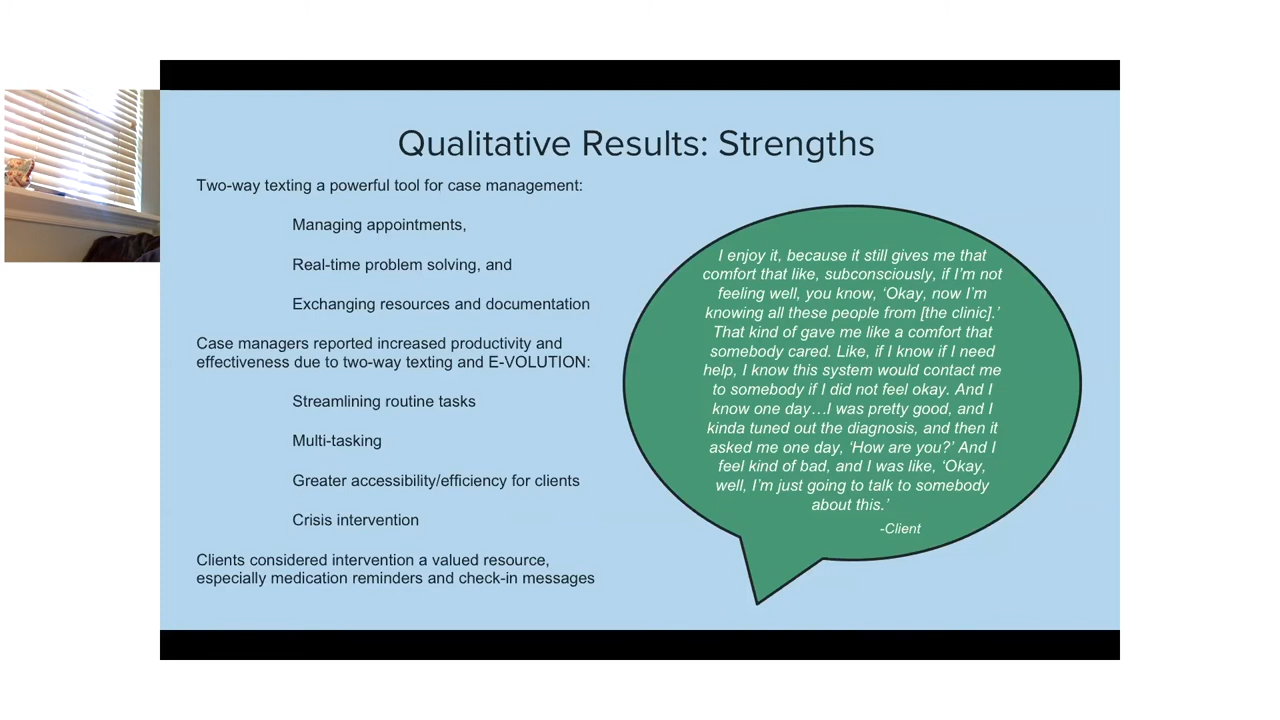 Qualitative Results: Strengths
Two-way texting a powerful tool for case management:
Managing appointments,
Real-time problem solving, and
Exchanging resources and documentation
Case managers reported increased productivity and
effectiveness due to two-way texting and E-VOLUTION:
Streamlining routine tasks
Multi-tasking
Greater accessibility/efficiency for clients
Crisis intervention
Clients considered intervention a valued resource,
especially medication reminders and check-in messages
I enjoy it, because it still gives me that
comfort that like, subconsciously, if I’m not
feeling well, you know, ‘Okay, now I’m
knowing all these people from [the clinic].’
That kind of gave me like a comfort that
somebody cared. Like, if I know if I need
help, I know this system would contact me
to somebody if I did not feel okay. And I
know one day…I was pretty good, and I
kinda tuned out the diagnosis, and then it
asked me one day, ‘How are you?’ And I
feel kind of bad, and I was like, ‘Okay,
well, I’m just going to talk to somebody
about this.’
-Client